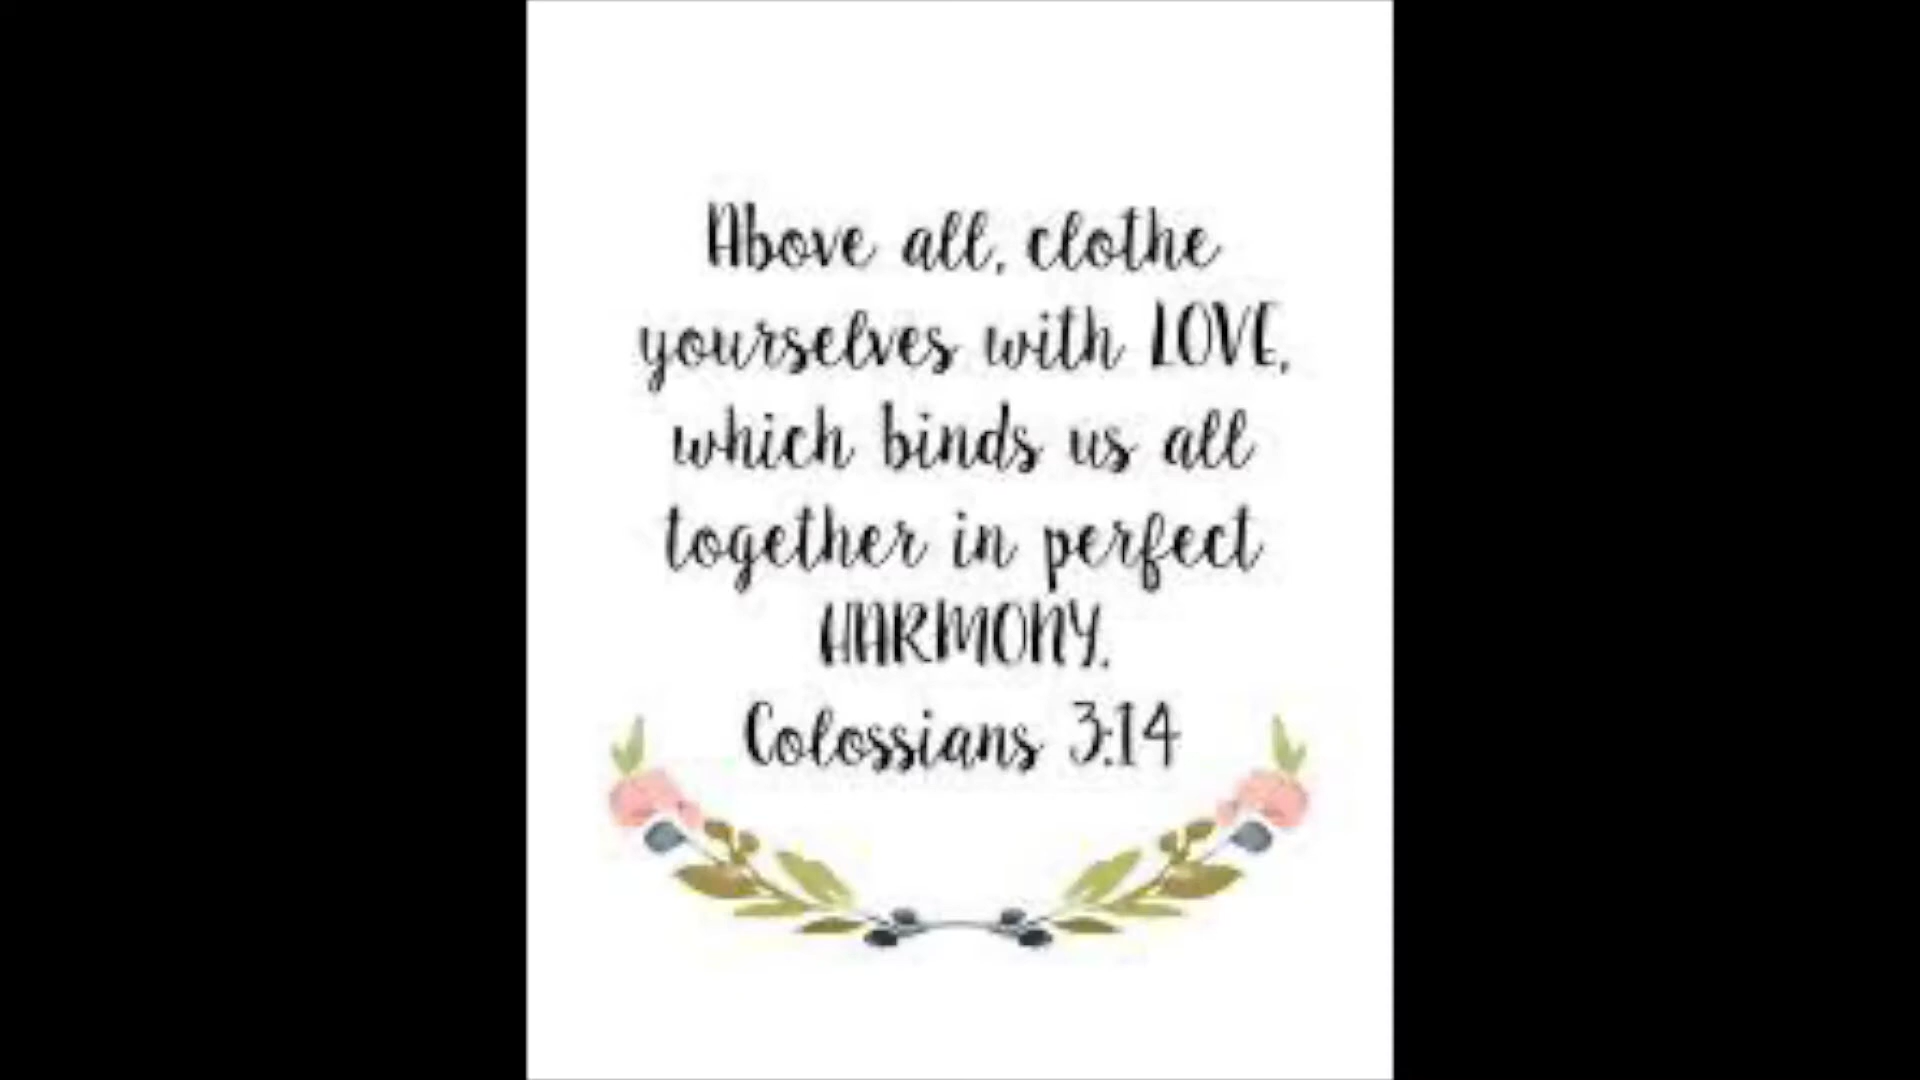 Above all, clothe
yourselves with LOVE,
which binds us all
together in perfect
HARMONY.
Colossians 3:14